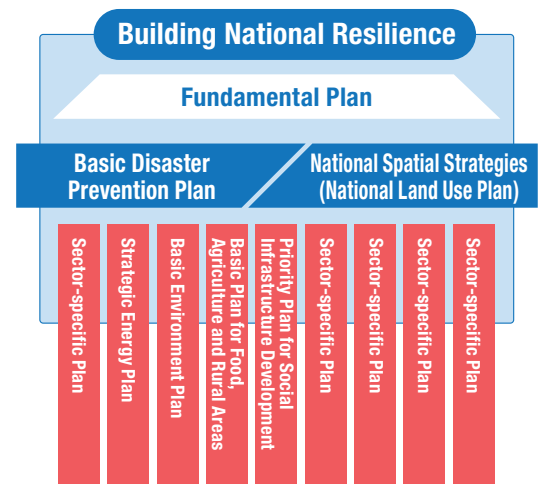 Building National Resilience
Fundamental Plan
Basic Disaster
Prevention Plan
National Spatial Strategies
(National Land Use Plan)
Sector-specific Plan
Strategic Energy Plan
Basic Environment Plan
Basic Plan for Food,
Agriculture and Rural Areas
Priority Plan for Social
Infrastructure Development
Sector-specific Plan
Sector-specific Plan
Sector-specific Plan
Sector-specific Plan